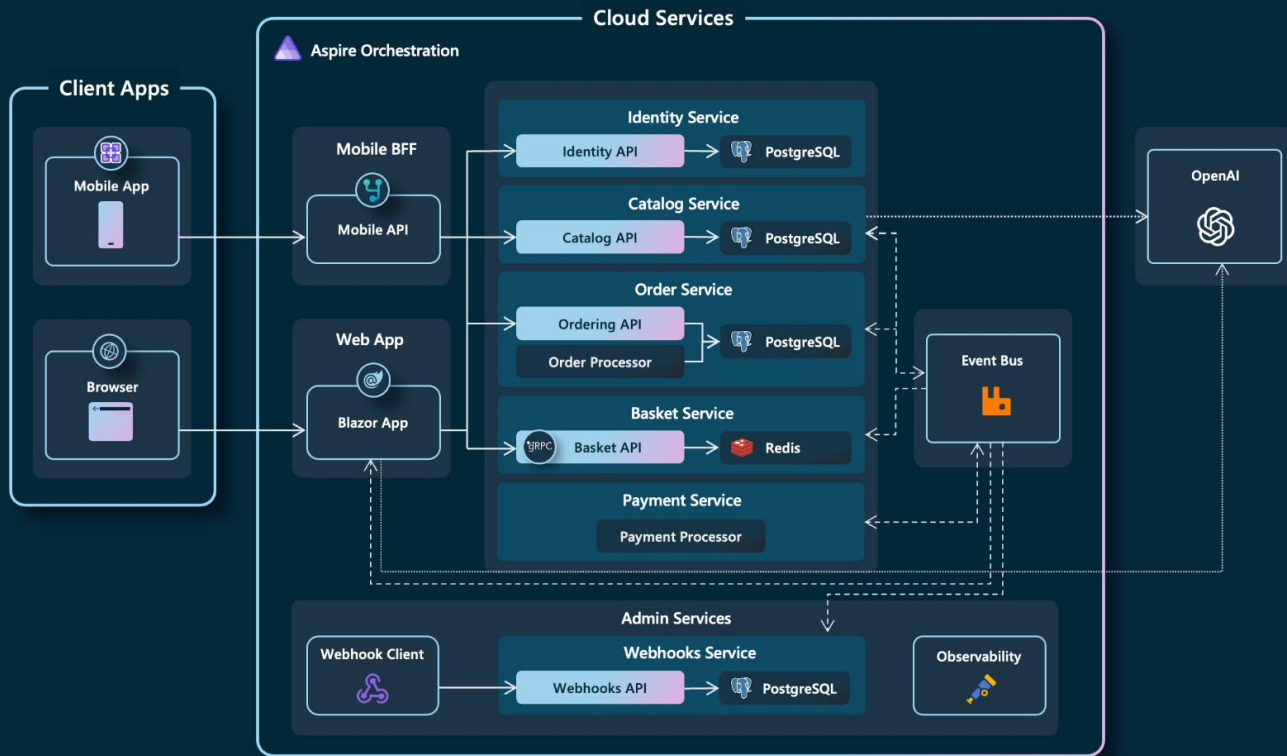 Cloud Services
Aspire Orchestration
Client Apps
Mobile App
Browser
Mobile BFF
Mobile API
Web App
Blazor App
Identity Service
Identity API
PostgreSQL
Catalog Service
Catalog API
PostgreSQL
Order Service
Ordering API
Order Processor
PostgreSQL
Basket Service
gRPC
Basket API
Redis
Payment Service
Payment Processor
Event Bus
OpenAI
Admin Services
Webhook Client
Webhooks Service
Webhooks API
PostgreSQL
Observability